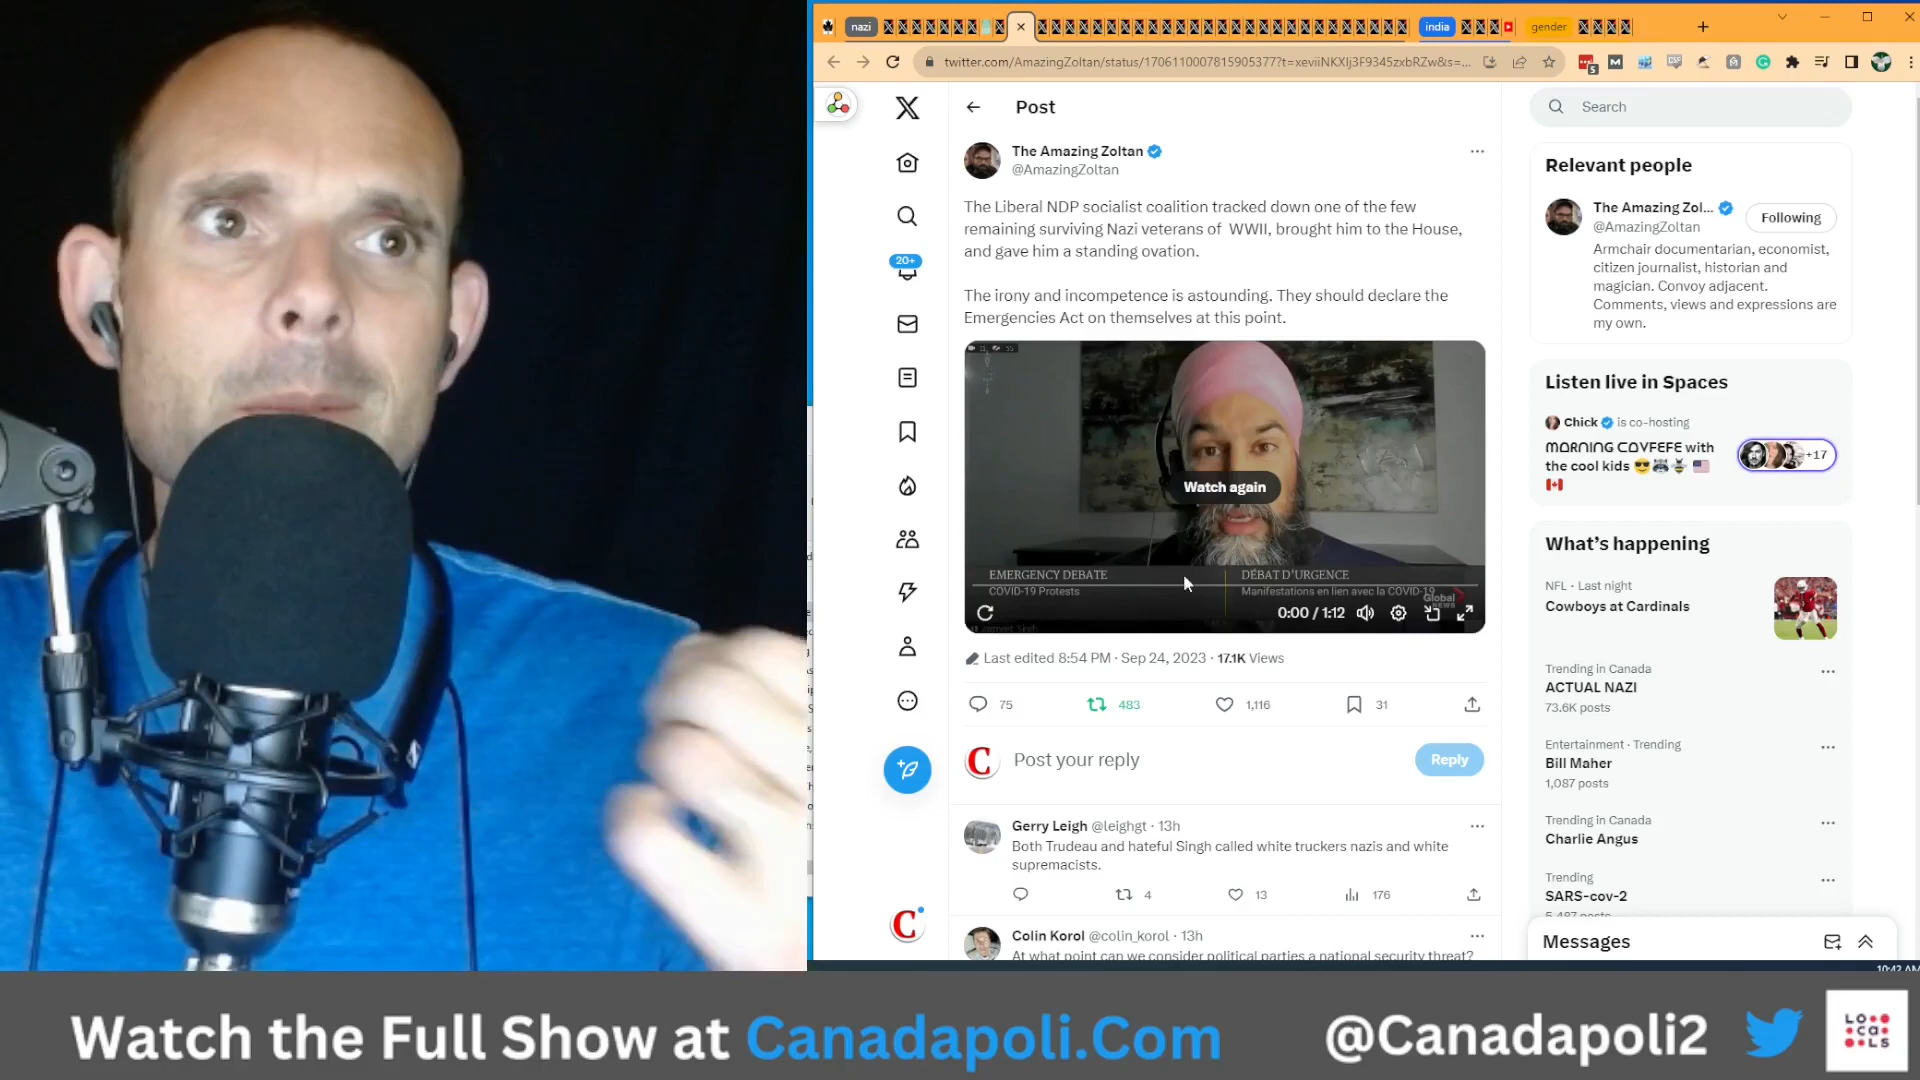 nazi
india
gender
twitter.com/AmazingZoltan/status/1706110007815905377?t=xeviiNKXIj3F9345zxbRZw&s=...
5
Post
Search
The Amazing Zoltan
@AmazingZoltan
The Liberal NDP socialist coalition tracked down one of the few
remaining surviving Nazi veterans of WWII, brought him to the House,
and gave him a standing ovation.
The irony and incompetence is astounding. They should declare the
Emergencies Act on themselves at this point.
20+
Watch again
EMERGENCY DEBATE
COVID-19 Protests
DÉBAT D'URGENCE
Manifestations en lien avec la COVID-19
Global
NEWS
0:00 / 1:12
Last edited 8:54 PM · Sep 24, 2023 · 17.1K Views
75
483
1,116
31
C
Post your reply
Reply
Gerry Leigh @leighgt · 13h
Both Trudeau and hateful Singh called white truckers nazis and white
supremacists.
4
13
176
Colin Korol @colin_korol · 13h
At what point can we consider political parties a national security threat?
C
Relevant people
The Amazing Zol...
@AmazingZoltan
Following
Armchair documentarian, economist,
citizen journalist, historian and
magician. Convoy adjacent.
Comments, views and expressions are
my own.
Listen live in Spaces
Chick is co-hosting
MORNING COVFEFE with
the cool kids
+17
What's happening
NFL · Last night
Cowboys at Cardinals
Trending in Canada
ACTUAL NAZI
73.6K posts
Entertainment · Trending
Bill Maher
1,087 posts
Trending in Canada
Charlie Angus
Trending
SARS-cov-2
5,487 posts
Messages
10:42 AM
Watch the Full Show at Canadapoli.Com
@Canadapoli2
LOCALS